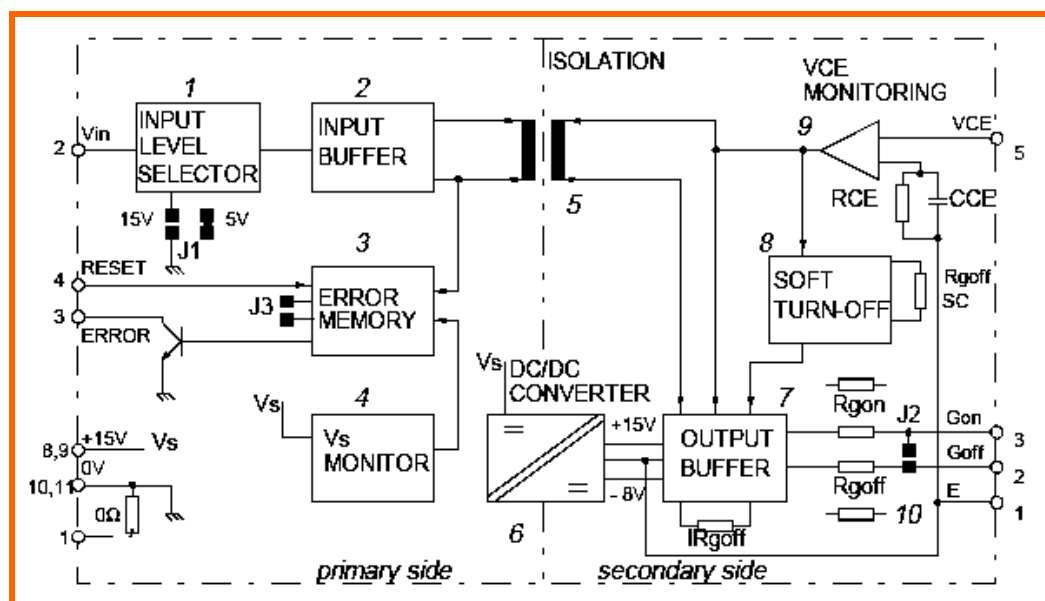 ISOLATION
VCE
MONITORING
1
INPUT
LEVEL
SELECTOR
2
INPUT
BUFFER
2
Vin
15V
5V
J1
5
9
VCE
5
RCE
CCE
8
SOFT
TURN-OFF
Rgoff
SC
4
RESET
3
ERROR
3
ERROR
MEMORY
J3
Vs
4
Vs
MONITOR
8,9
+15V
Vs
0V
10,11
0Ω
1
Vs
DC/DC
CONVERTER
+15V
- 8V
6
7
OUTPUT
BUFFER
IRgoff
Rgon
J2
Gon
3
Goff
2
Rgoff
E
1
10
primary side
secondary side